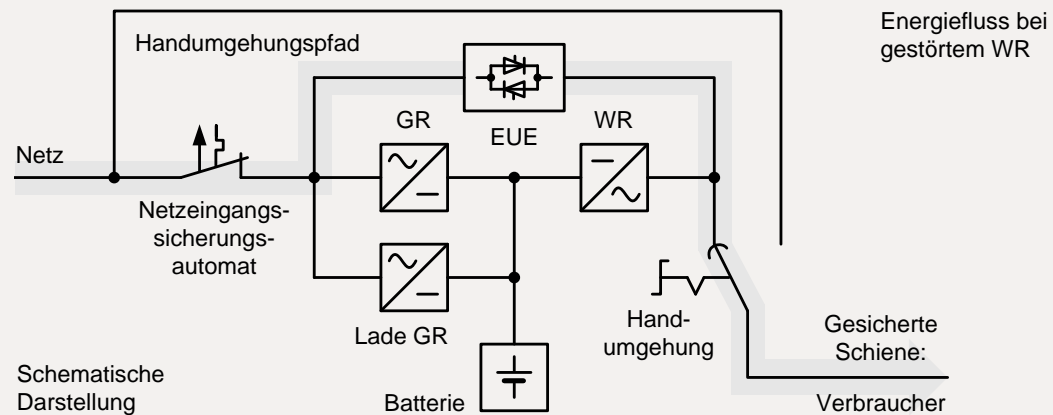 Handumgehungspfad
Energiefluss bei
gestörtem WR
GR
EUE
WR
Netz
Netzeingangs-
sicherungs-
automat
Lade GR
Hand-
umgehung
Gesicherte
Schiene:
Schematische
Darstellung
Batterie
Verbraucher